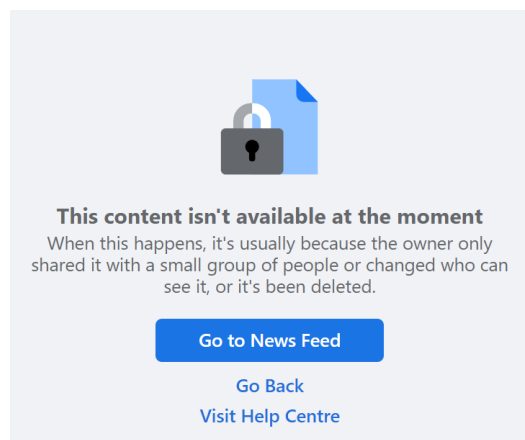 This content isn't available at the moment
When this happens, it's usually because the owner only
shared it with a small group of people or changed who can
see it, or it's been deleted.
Go to News Feed
Go Back
Visit Help Centre